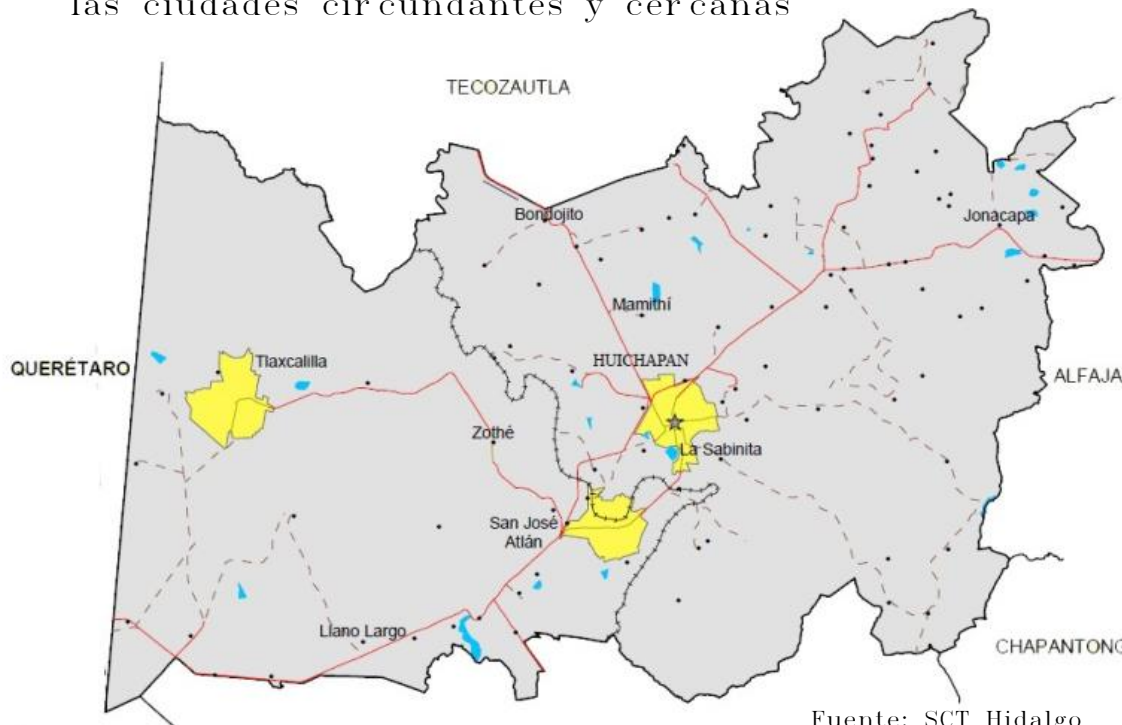 las ciudades circundantes y cercanas
TECOZAUTLA
Bondojito
Jonacapa
Mamithí
HUICHAPAN
QUERÉTARO
Tlaxcalilla
ALFAJA
Zothé
La Sabinita
San José
Atlán
Llano Largo
CHAPANTONG
Fuente: SCT Hidalgo